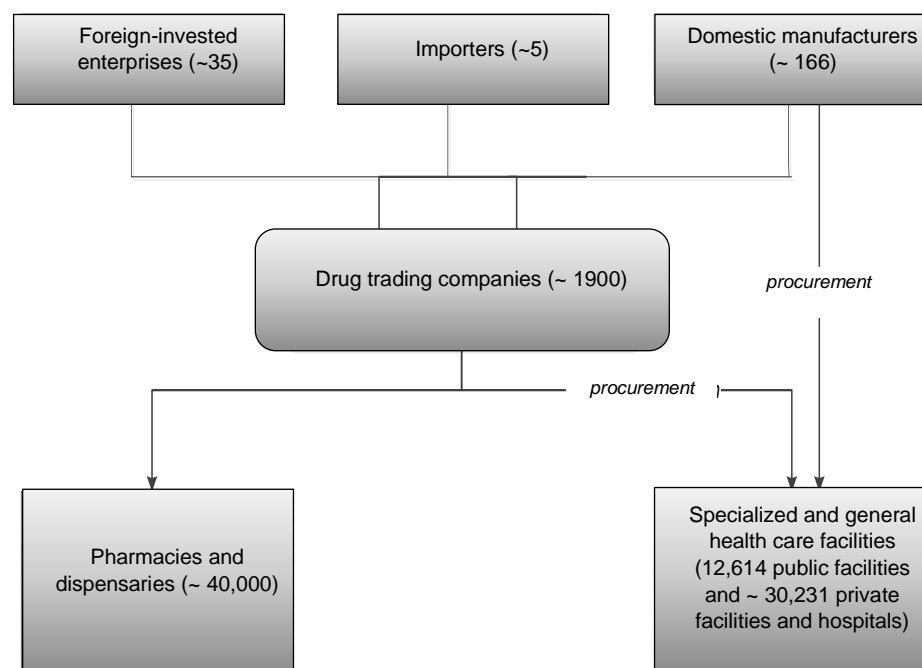 Foreign-invested
enterprises (~35)
Importers (~5)
Domestic manufacturers
(~ 166)
Drug trading companies (~ 1900)
procurement
procurement
Pharmacies and
dispensaries (~ 40,000)
Specialized and general
health care facilities
(12,614 public facilities
and ~ 30,231 private
facilities and hospitals)